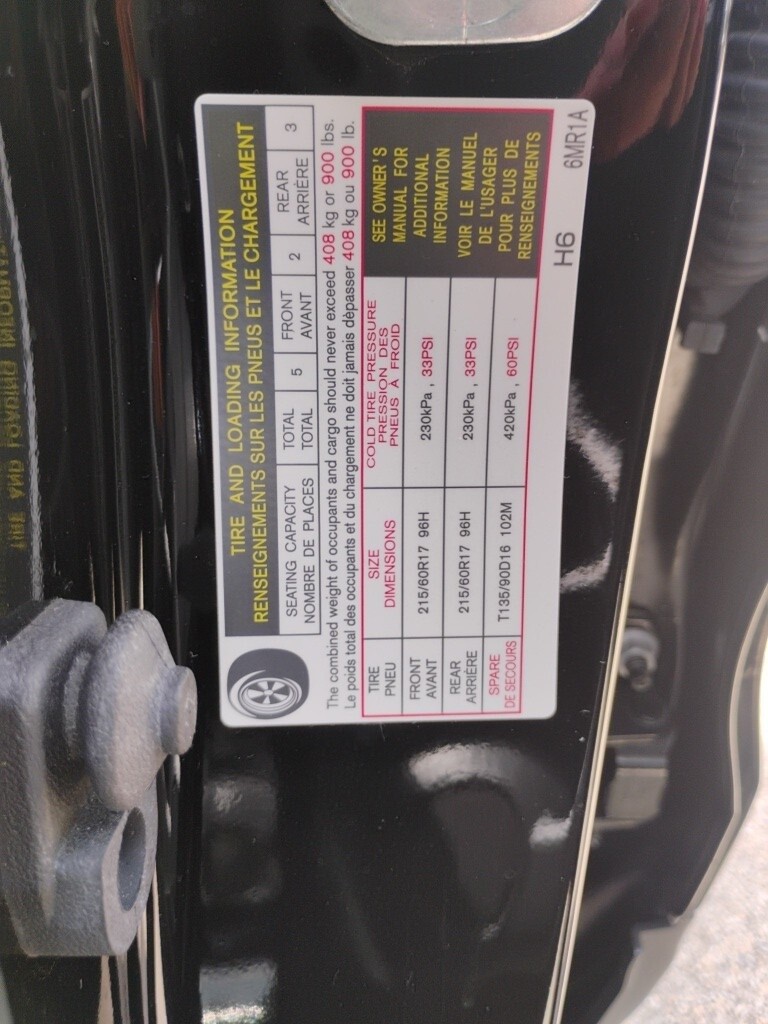 TIRE AND LOADING INFORMATION
RENSEIGNEMENTS SUR LES PNEUS ET LE CHARGEMENT
SEATING CAPACITY TOTAL 5 FRONT 2 REAR 3
NOMBRE DE PLACES TOTAL AVANT ARRIÈRE
The combined weight of occupants and cargo should never exceed 408 kg or 900 lbs.
Le poids total des occupants et du chargement ne doit jamais dépasser 408 kg ou 900 lb.
TIRE
PNEU
SIZE
DIMENSIONS
COLD TIRE PRESSURE
PRESSION DES
PNEUS À FROID
FRONT
AVANT
215/60R17 96H
230kPa , 33PSI
REAR
ARRIÈRE
215/60R17 96H
230kPa , 33PSI
SPARE
DE SECOURS
T135/90D16 102M
420kPa , 60PSI
SEE OWNER'S
MANUAL FOR
ADDITIONAL
INFORMATION
VOIR LE MANUEL
DE L'USAGER
POUR PLUS DE
RENSEIGNEMENTS
H6 6MR1A